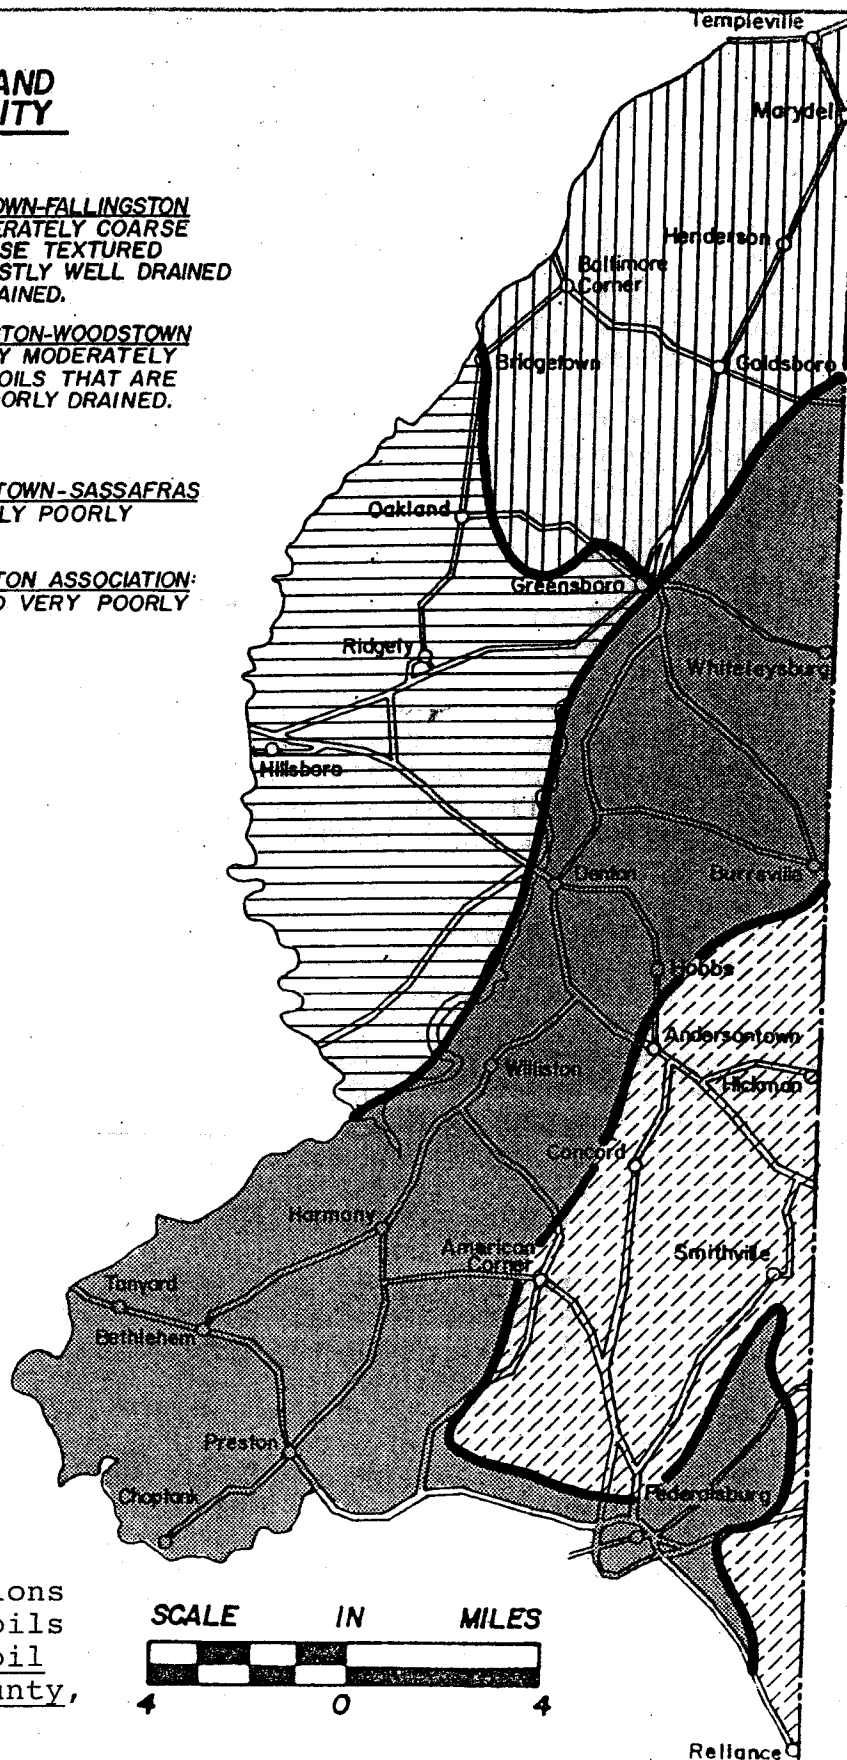 AND
ITY
OWN-FALLINGSTON
ERATELY COARSE
SE TEXTURED
STLY WELL DRAINED
AINED.
TON-WOODSTOWN
Y MODERATELY
OILS THAT ARE
ORLY DRAINED.
TOWN-SASSAFRAS
LY POORLY
TON ASSOCIATION:
O VERY POORLY
Templeville
Marydel
Henderson
Baltimore
Corner
Bridgetown
Goldsboro
Oakland
Greensboro
Ridgely
Whiteleysburg
Hillsboro
Denton
Burrsville
Hobbs
Andersontown
Williston
Hickman
Concord
Harmony
American
Corner
Smithville
Tanyard
Bethlehem
Preston
Choptank
Federalsburg
ions
oils
oil
unty,
SCALE IN MILES
4 0 4
Reliance